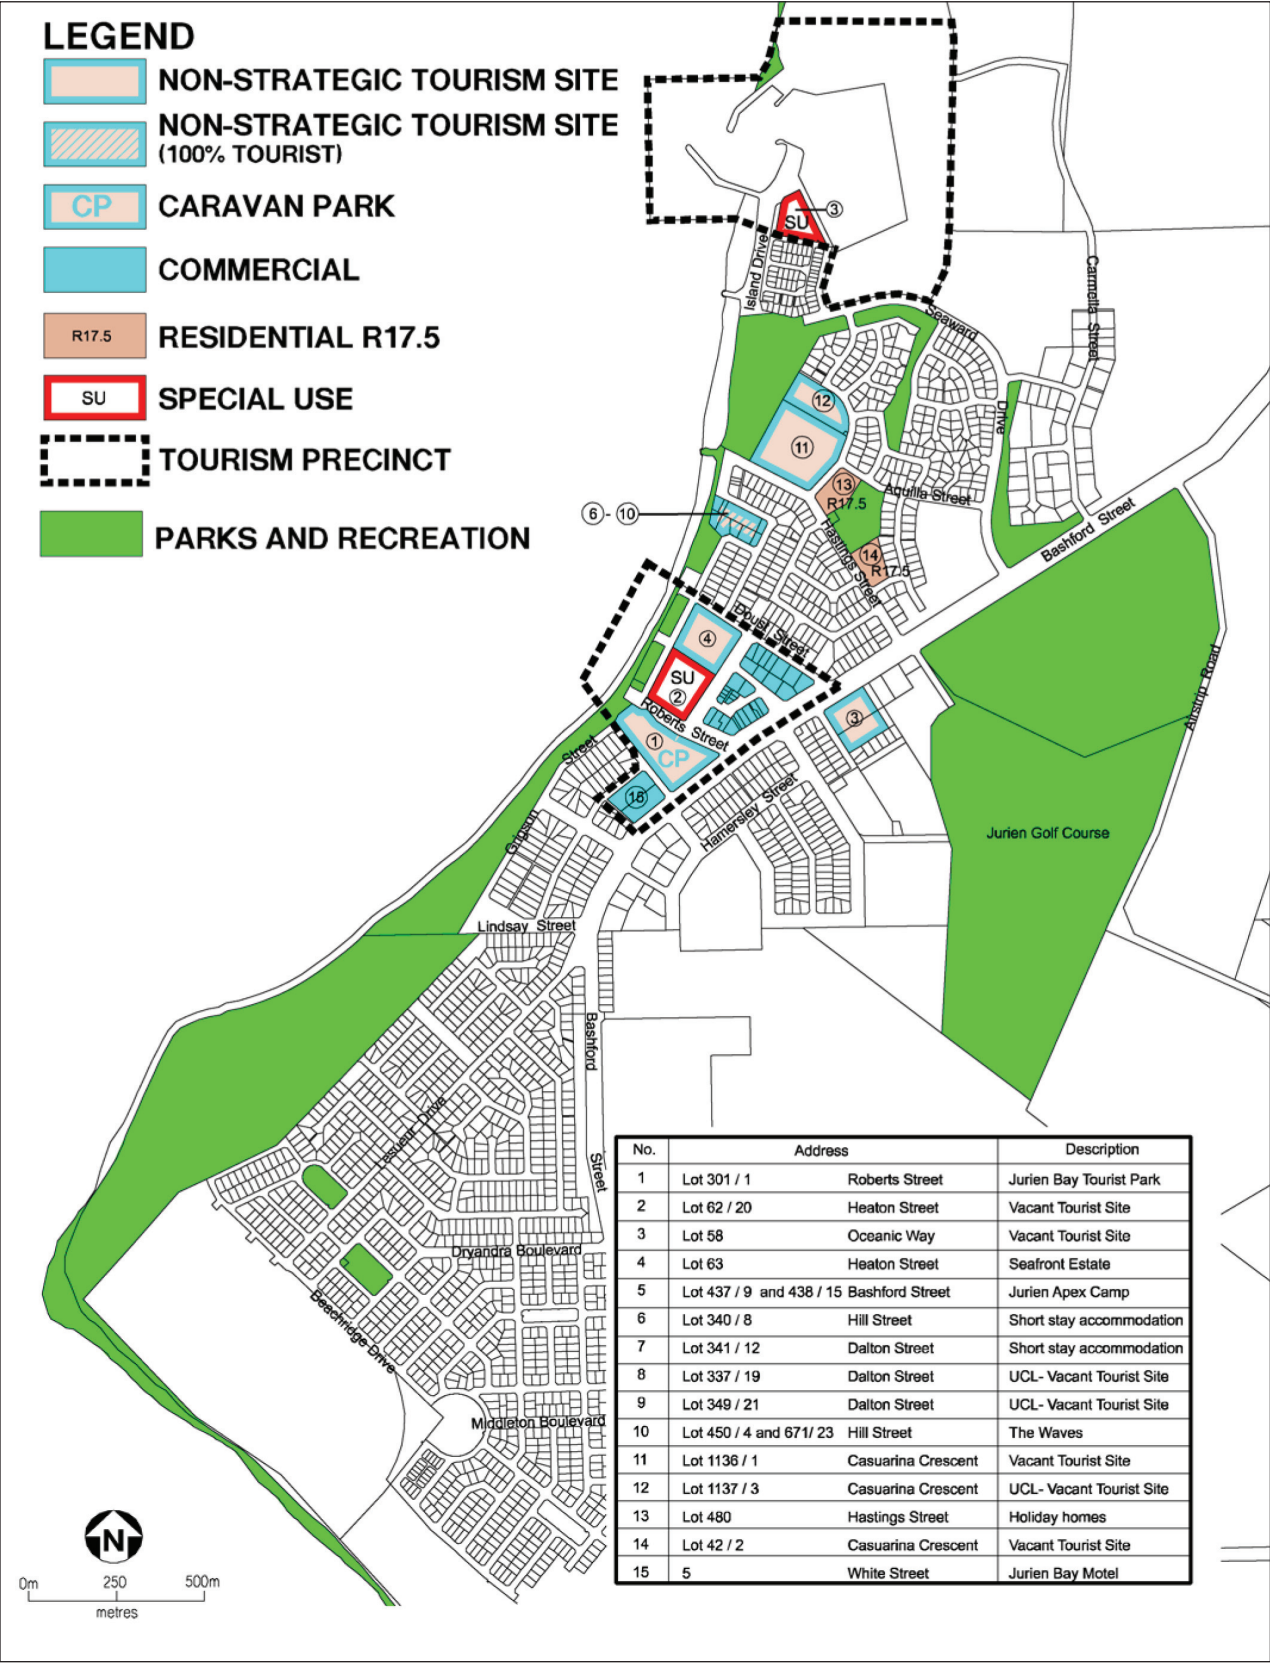 LEGEND
NON-STRATEGIC TOURISM SITE
NON-STRATEGIC TOURISM SITE
(100% TOURIST)
CP CARAVAN PARK
COMMERCIAL
R17.5 RESIDENTIAL R17.5
SU SPECIAL USE
TOURISM PRECINCT
PARKS AND RECREATION
3
SU
Island Drive
Seaward
Drive
Carmella Street
12
11
13
R17.5
Aquilla Street
6 - 10
Hastings Street
14
R17.5
Bashford Street
Doust Street
4
SU
2
Roberts Street
3
1
CP
15
Airstrip Road
Street
Grigson
Hamersley Street
Jurien Golf Course
Lindsay Street
Bashford
Street
Lesueur Drive
Dryandra Boulevard
Beachridge Drive
Middleton Boulevard
No. Address Description
1 Lot 301 / 1 Roberts Street Jurien Bay Tourist Park
2 Lot 62 / 20 Heaton Street Vacant Tourist Site
3 Lot 58 Oceanic Way Vacant Tourist Site
4 Lot 63 Heaton Street Seafront Estate
5 Lot 437 / 9 and 438 / 15 Bashford Street Jurien Apex Camp
6 Lot 340 / 8 Hill Street Short stay accommodation
7 Lot 341 / 12 Dalton Street Short stay accommodation
8 Lot 337 / 19 Dalton Street UCL- Vacant Tourist Site
9 Lot 349 / 21 Dalton Street UCL- Vacant Tourist Site
10 Lot 450 / 4 and 671/ 23 Hill Street The Waves
11 Lot 1136 / 1 Casuarina Crescent Vacant Tourist Site
12 Lot 1137 / 3 Casuarina Crescent UCL- Vacant Tourist Site
13 Lot 480 Hastings Street Holiday homes
14 Lot 42 / 2 Casuarina Crescent Vacant Tourist Site
15 5 White Street Jurien Bay Motel
N
0m 250 500m
metres